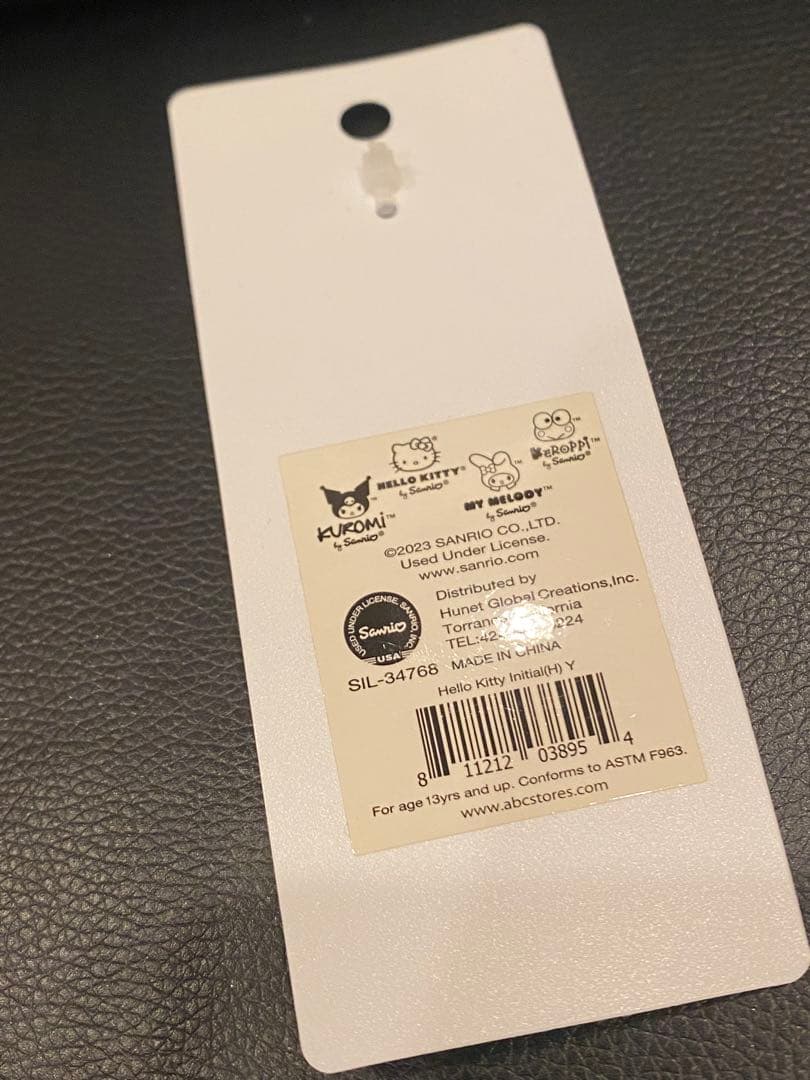 HELLO KITTY®
by Sanrio®
KEROPPI™
by Sanrio®
KUROMI™
by Sanrio®
MY MELODY™
by Sanrio®
©2023 SANRIO CO.,LTD.
Used Under License.
www.sanrio.com
Distributed by
Hunet Global Creations,Inc.
USED UNDER LICENSE. SANRIO, INC.
Sanrio
USA
MADE IN CHINA
SIL-34768
Hello Kitty Initial(H) Y
8 11212 03895 4
For age 13yrs and up. Conforms to ASTM F963.
www.abcstores.com